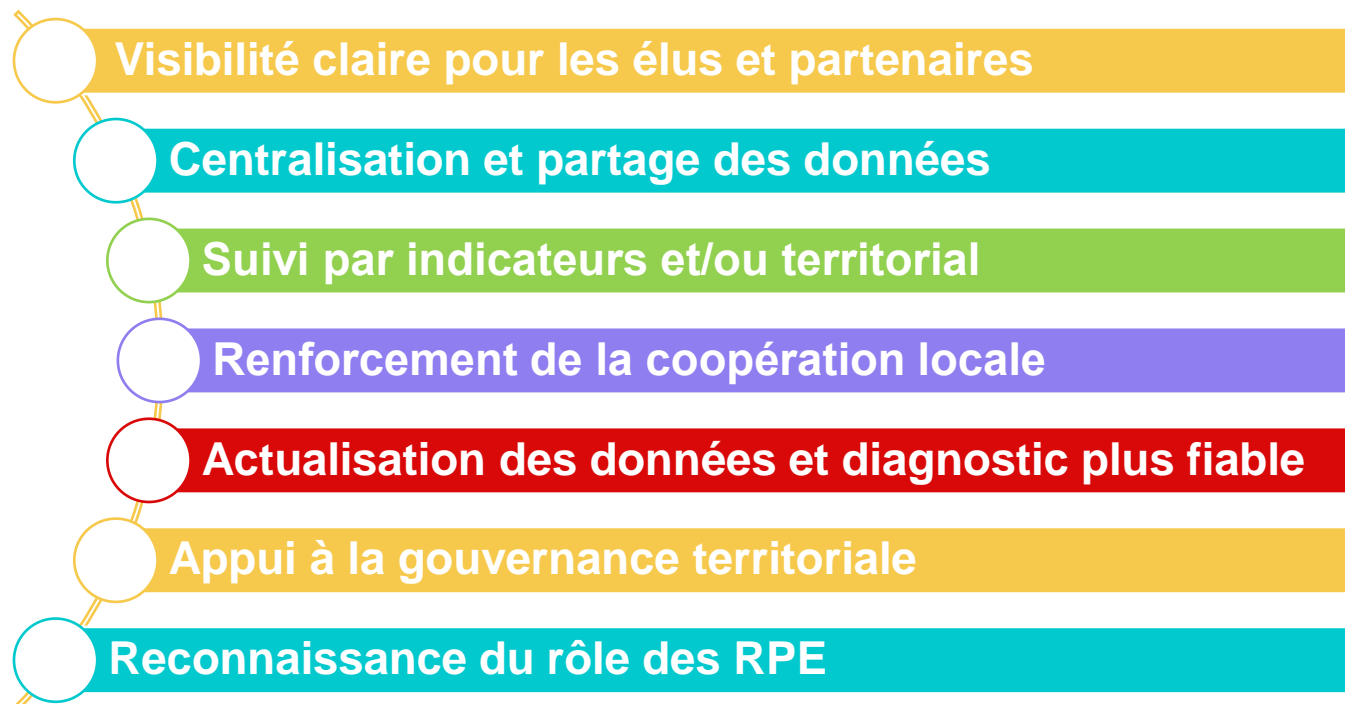 Visibilité claire pour les élus et partenaires
Centralisation et partage des données
Suivi par indicateurs et/ou territorial
Renforcement de la coopération locale
Actualisation des données et diagnostic plus fiable
Appui à la gouvernance territoriale
Reconnaissance du rôle des RPE